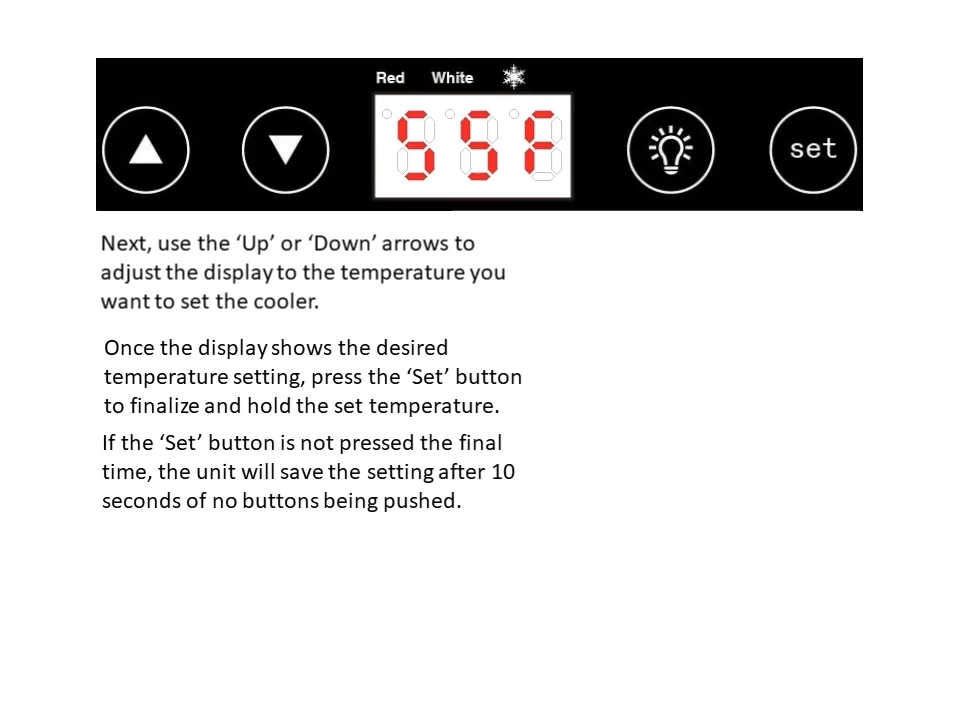 Red White
55F
set
Next, use the ‘Up’ or ‘Down’ arrows to
adjust the display to the temperature you
want to set the cooler.
Once the display shows the desired
temperature setting, press the ‘Set’ button
to finalize and hold the set temperature.
If the ‘Set’ button is not pressed the final
time, the unit will save the setting after 10
seconds of no buttons being pushed.